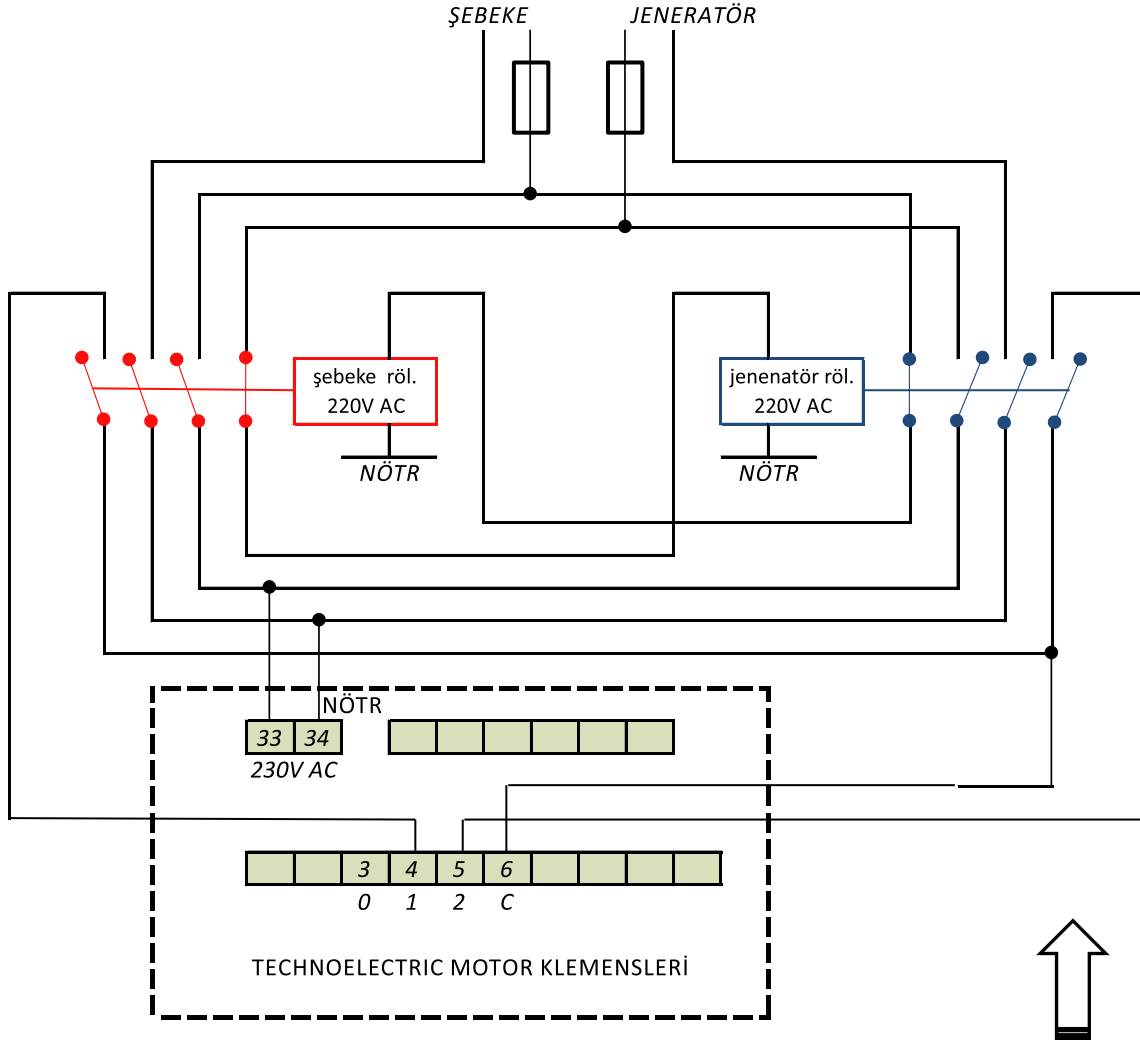 ŞEBEKE
JENERATÖR
şebeke röl.
220V AC
jenenatör röl.
220V AC
NÖTR
NÖTR
NÖTR
33 34
230V AC
3 4 5 6
0 1 2 C
TECHNOELECTRIC MOTOR KLEMENSLERİ